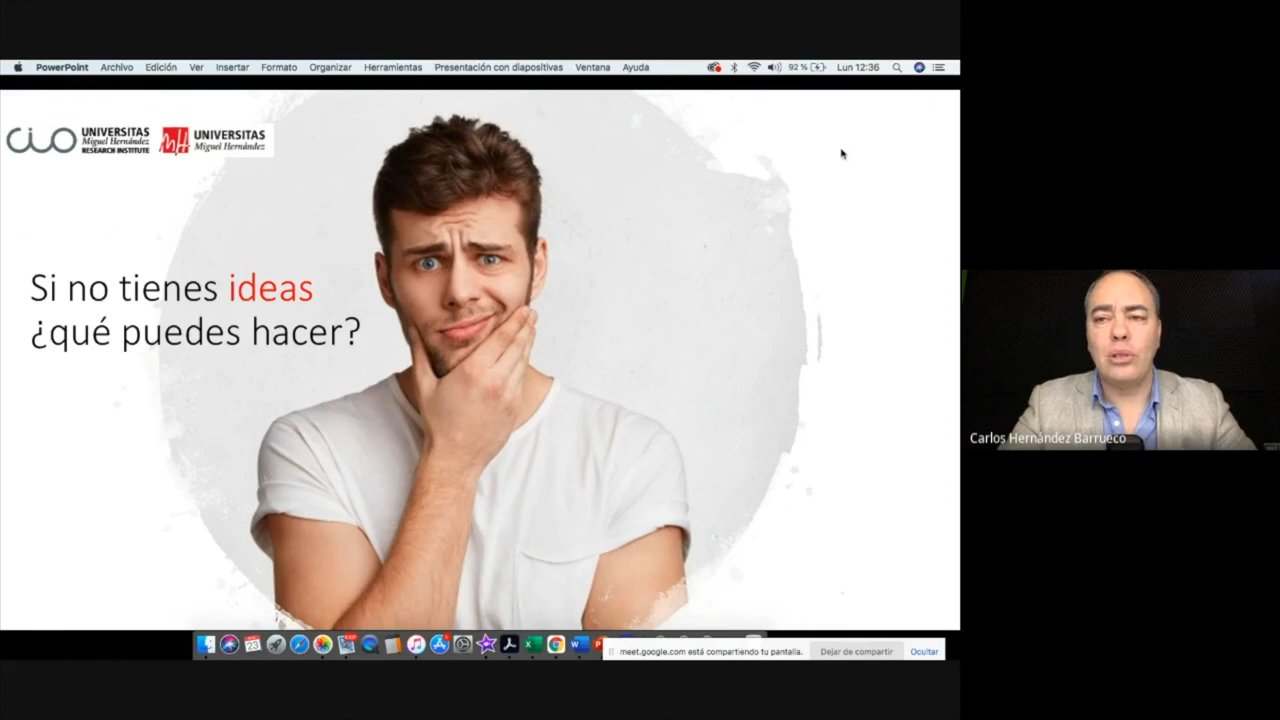 PowerPoint Archivo Edición Ver Insertar Formato Organizar Herramientas Presentación con diapositivas Ventana Ayuda 92 % Lun 12:36
CIO UNIVERSITAS
Miguel Hernández
RESEARCH INSTITUTE
UNIVERSITAS
Miguel Hernández
Si no tienes ideas
¿qué puedes hacer?
Carlos Hernández Barrueco
23
meet.google.com está compartiendo tu pantalla. Dejar de compartir Ocultar